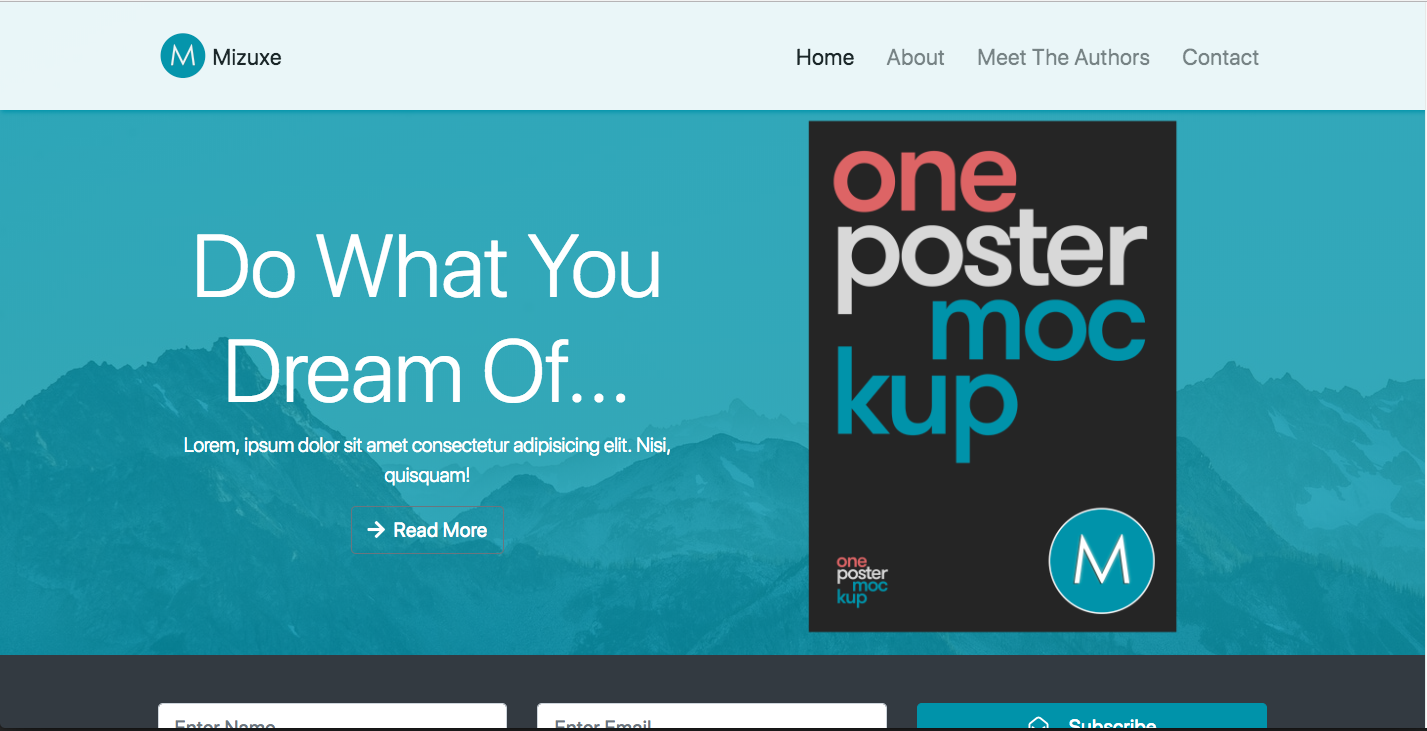 M Mizuxe
Home About Meet The Authors Contact
Do What You
Dream Of...
Lorem, ipsum dolor sit amet consectetur adipisicing elit. Nisi,
quisquam!
Read More
one
poster
moc
kup
one
poster
moc
kup
M
Enter Name
Enter Email
Subscribe